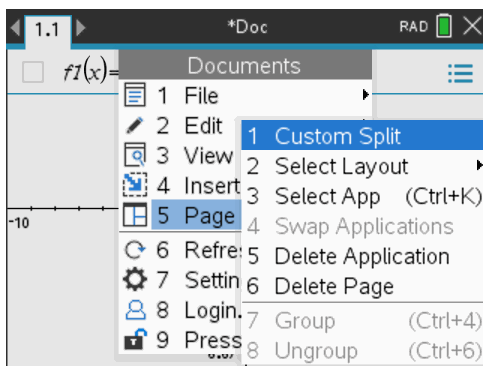 1.1 *Doc RAD
f1(x)=
Documents
1 File
2 Edit
3 View
4 Insert
5 Page
6 Refre
7 Settin
8 Login.
9 Press
1 Custom Split
2 Select Layout
3 Select App (Ctrl+K)
4 Swap Applications
5 Delete Application
6 Delete Page
7 Group (Ctrl+4)
8 Ungroup (Ctrl+6)
-10